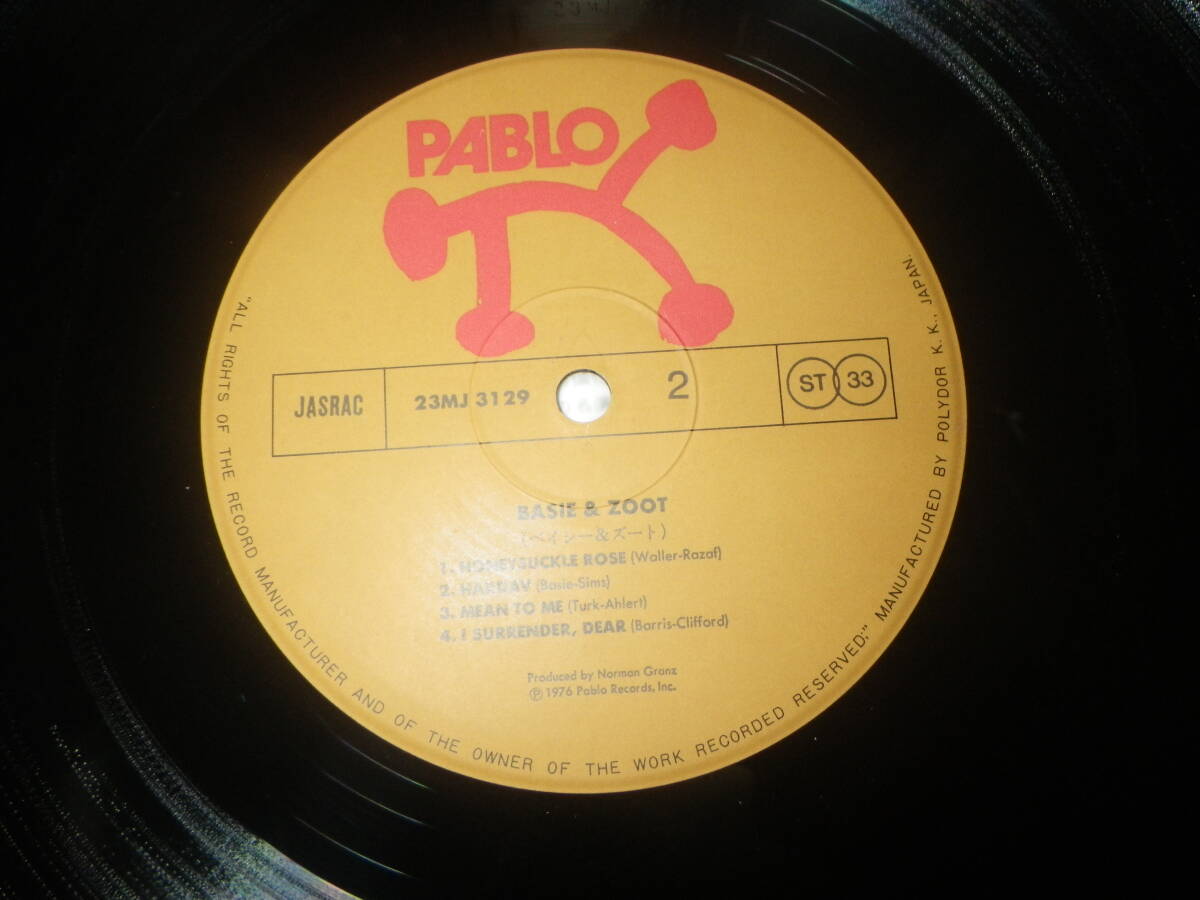 PABLO
JASRAC
23MJ 3129
2
ST 33
BASIE & ZOOT
(ベイシー&ズート)
1. HONEYSUCKLE ROSE (Waller-Razaf)
2. HARDAV (Basie-Sims)
3. MEAN TO ME (Turk-Ahlert)
4. I SURRENDER, DEAR (Barris-Clifford)
Produced by Norman Granz
℗ 1976 Pablo Records, Inc.
"ALL RIGHTS OF THE RECORD MANUFACTURER AND OF THE OWNER OF THE WORK RECORDED RESERVED;" MANUFACTURED BY POLYDOR K. K., JAPAN.